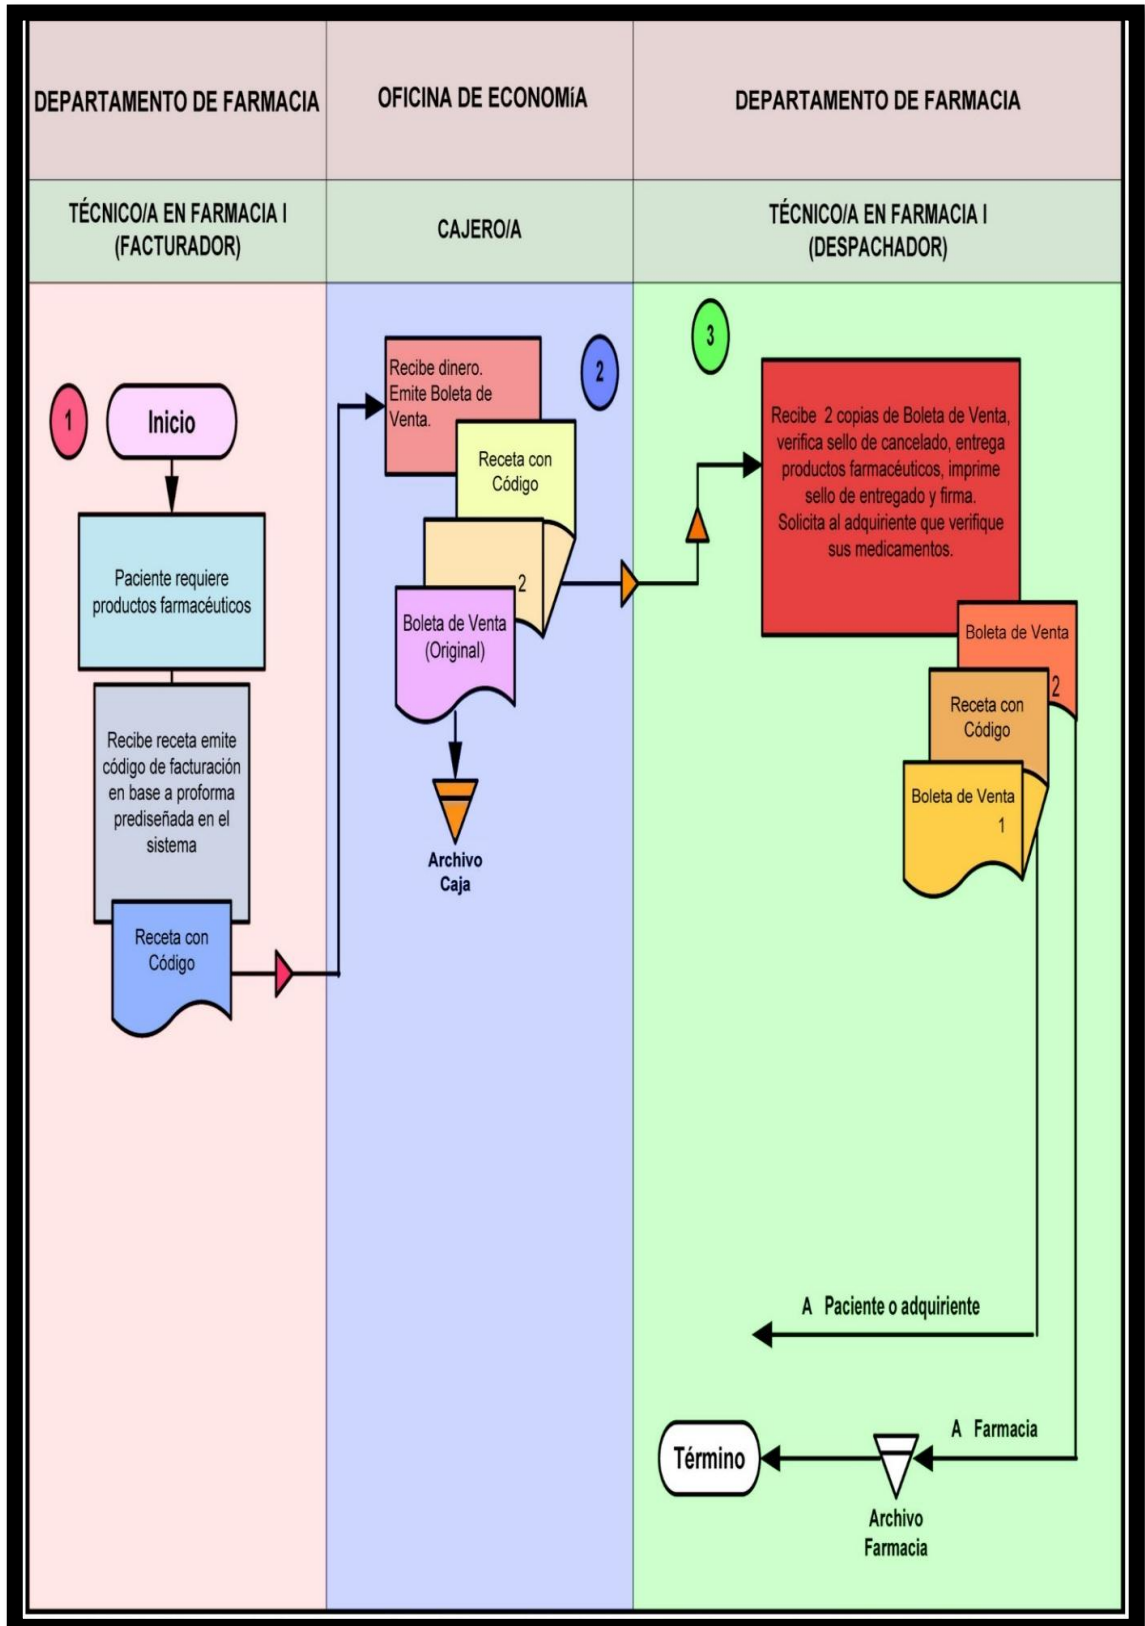 DEPARTAMENTO DE FARMACIA
OFICINA DE ECONOMíA
DEPARTAMENTO DE FARMACIA
TÉCNICO/A EN FARMACIA I
(FACTURADOR)
CAJERO/A
TÉCNICO/A EN FARMACIA I
(DESPACHADOR)
1
Inicio
Paciente requiere
productos farmacéuticos
Recibe receta emite
código de facturación
en base a proforma
prediseñada en el
sistema
Receta con
Código
2
Recibe dinero.
Emite Boleta de
Venta.
Receta con
Código
2
Boleta de Venta
(Original)
Archivo
Caja
3
Recibe 2 copias de Boleta de Venta,
verifica sello de cancelado, entrega
productos farmacéuticos, imprime
sello de entregado y firma.
Solicita al adquiriente que verifique
sus medicamentos.
Boleta de Venta
2
Receta con
Código
Boleta de Venta
1
A Paciente o adquiriente
A Farmacia
Término
Archivo
Farmacia